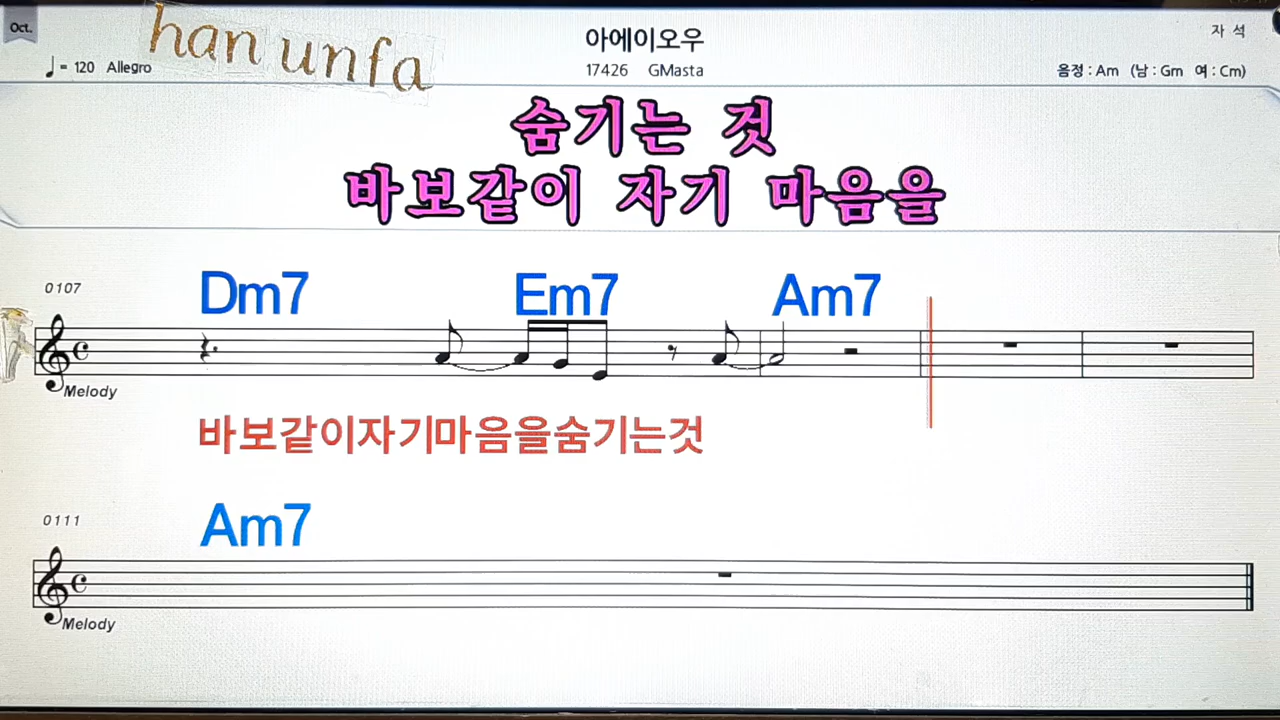 Oct.
han unfa
아에이오우
자 석
♩= 120 Allegro
17426 GMasta
음정 : Am (남 : Gm 여 : Cm)
숨기는 것
바보같이 자기 마음을
0107
Dm7 Em7 Am7
Melody
바보같이자기마음을숨기는것
0111
Am7
Melody